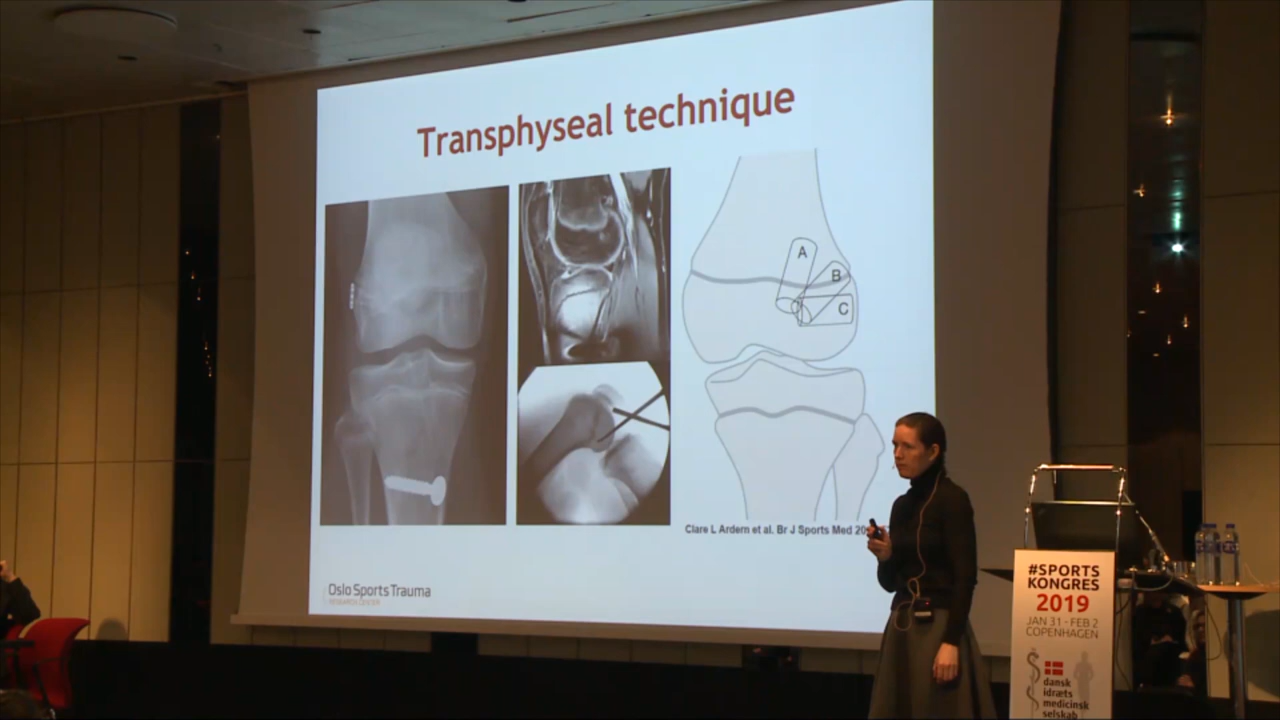 Transphyseal technique
A
B
C
Clare L Ardern et al. Br J Sports Med
Oslo Sports Trauma
RESEARCH CENTER
#SPORTS
KONGRES
2019
JAN 31 - FEB 2
COPENHAGEN
dansk
idræts
medicinsk
selskab